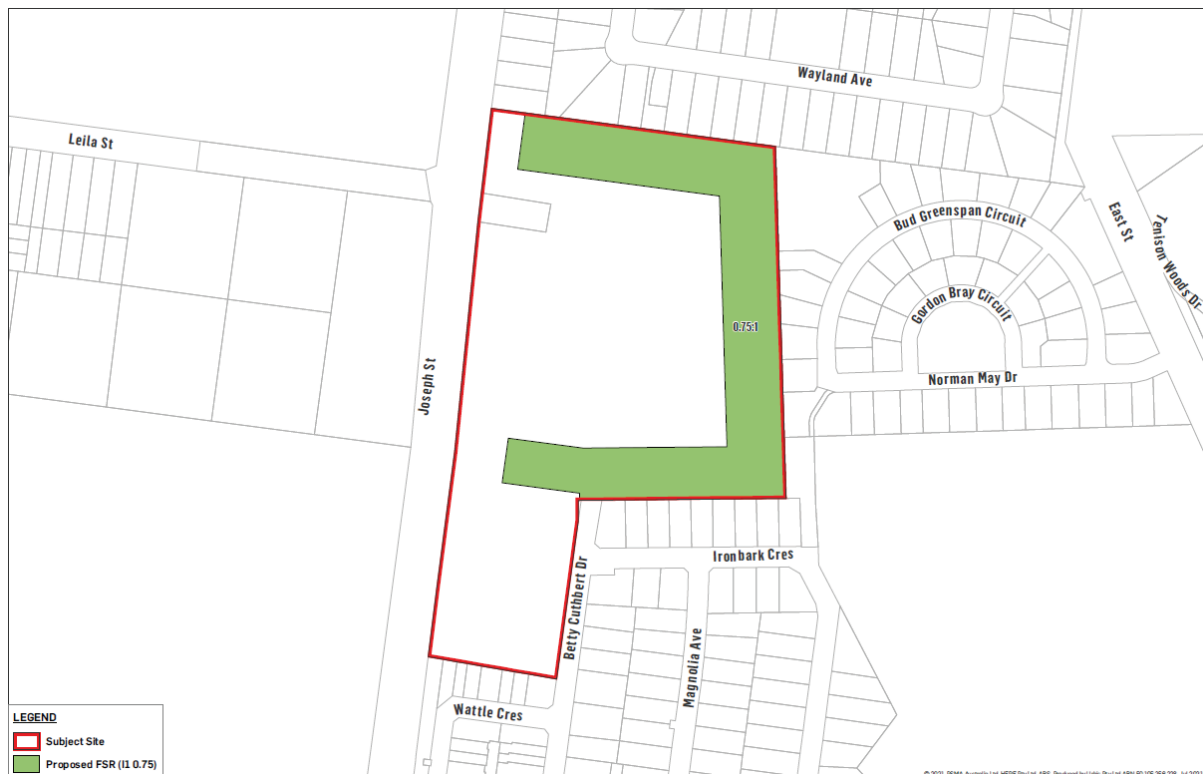 Wayland Ave
Leila St
Bud Greenspan Circuit
East St
Tenison Woods Dr
Gordon Bray Circuit
0.75:1
Joseph St
Norman May Dr
Ironbark Cres
Betty Cuthbert Dr
Magnolia Ave
Wattle Cres
LEGEND
Subject Site
Proposed FSR (I1 0.75)